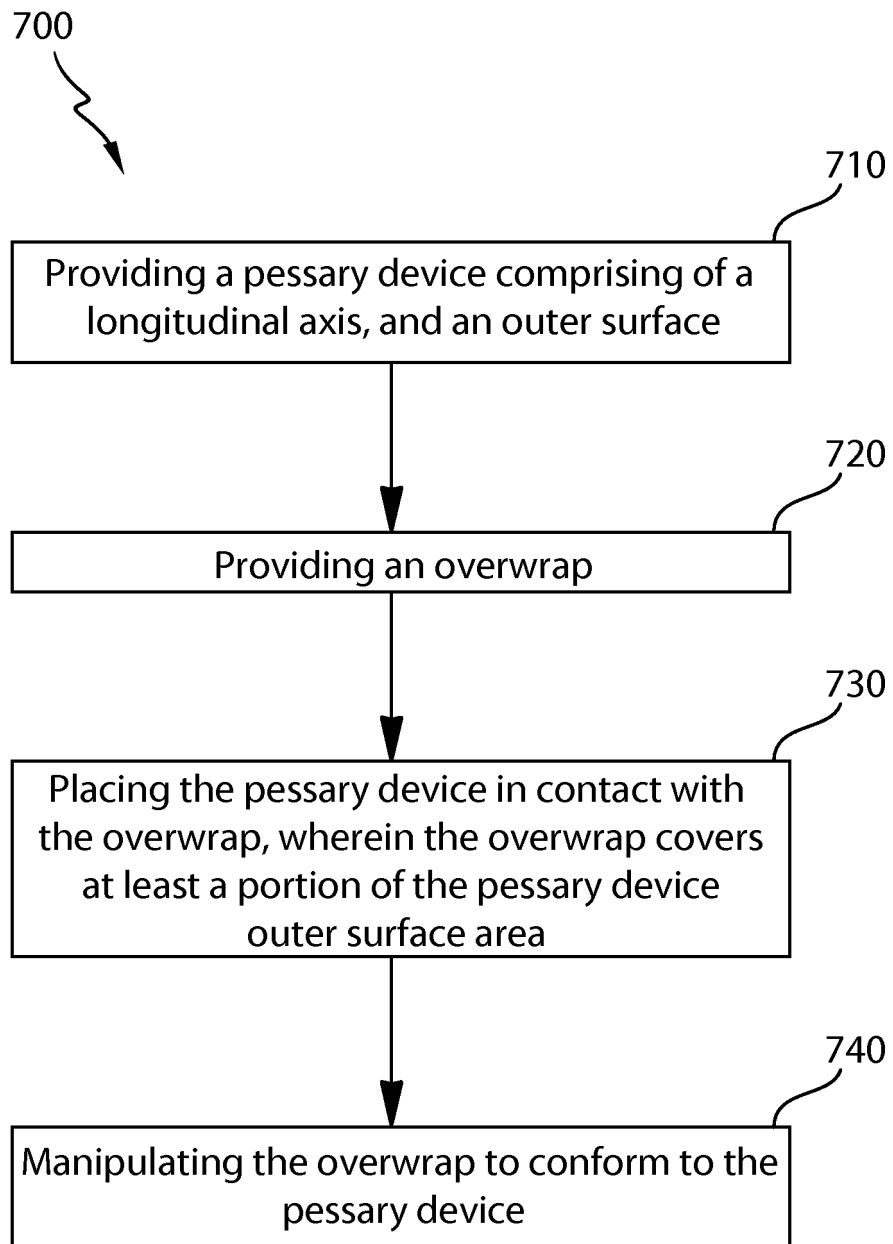 700
710
Providing a pessary device comprising of a
longitudinal axis, and an outer surface
720
Providing an overwrap
730
Placing the pessary device in contact with
the overwrap, wherein the overwrap covers
at least a portion of the pessary device
outer surface area
740
Manipulating the overwrap to conform to the
pessary device